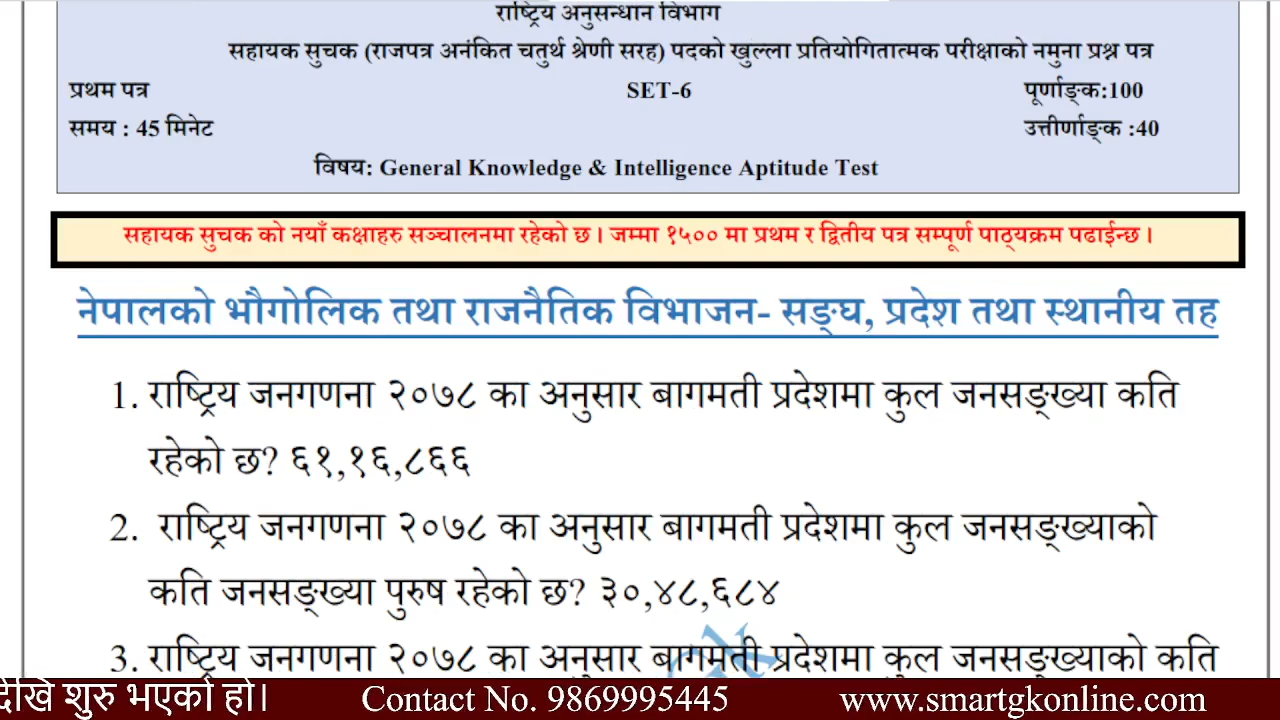 राष्ट्रिय अनुसन्धान विभाग
सहायक सुचक (राजपत्र अनंकित चतुर्थ श्रेणी सरह) पदको खुल्ला प्रतियोगितात्मक परीक्षाको नमुना प्रश्न पत्र
प्रथम पत्र SET-6 पूर्णाङ्क:100
समय : 45 मिनेट उत्तीर्णाङ्क :40
विषय: General Knowledge & Intelligence Aptitude Test
सहायक सुचक को नयाँ कक्षाहरु सञ्चालनमा रहेको छ । जम्मा १५०० मा प्रथम र द्वितीय पत्र सम्पूर्ण पाठ्यक्रम पढाईन्छ ।
नेपालको भौगोलिक तथा राजनैतिक विभाजन- सङ्घ, प्रदेश तथा स्थानीय तह
1. राष्ट्रिय जनगणना २०७८ का अनुसार बागमती प्रदेशमा कुल जनसङ्ख्या कति
रहेको छ? ६१,१६,८६६
2. राष्ट्रिय जनगणना २०७८ का अनुसार बागमती प्रदेशमा कुल जनसङ्ख्याको
कति जनसङ्ख्या पुरुष रहेको छ? ३०,४८,६८४
3. राष्ट्रिय जनगणना २०७८ का अनुसार बागमती प्रदेशमा कुल जनसङ्ख्याको कति
देखि शुरु भएको हो। Contact No. 9869995445 www.smartgkonline.com